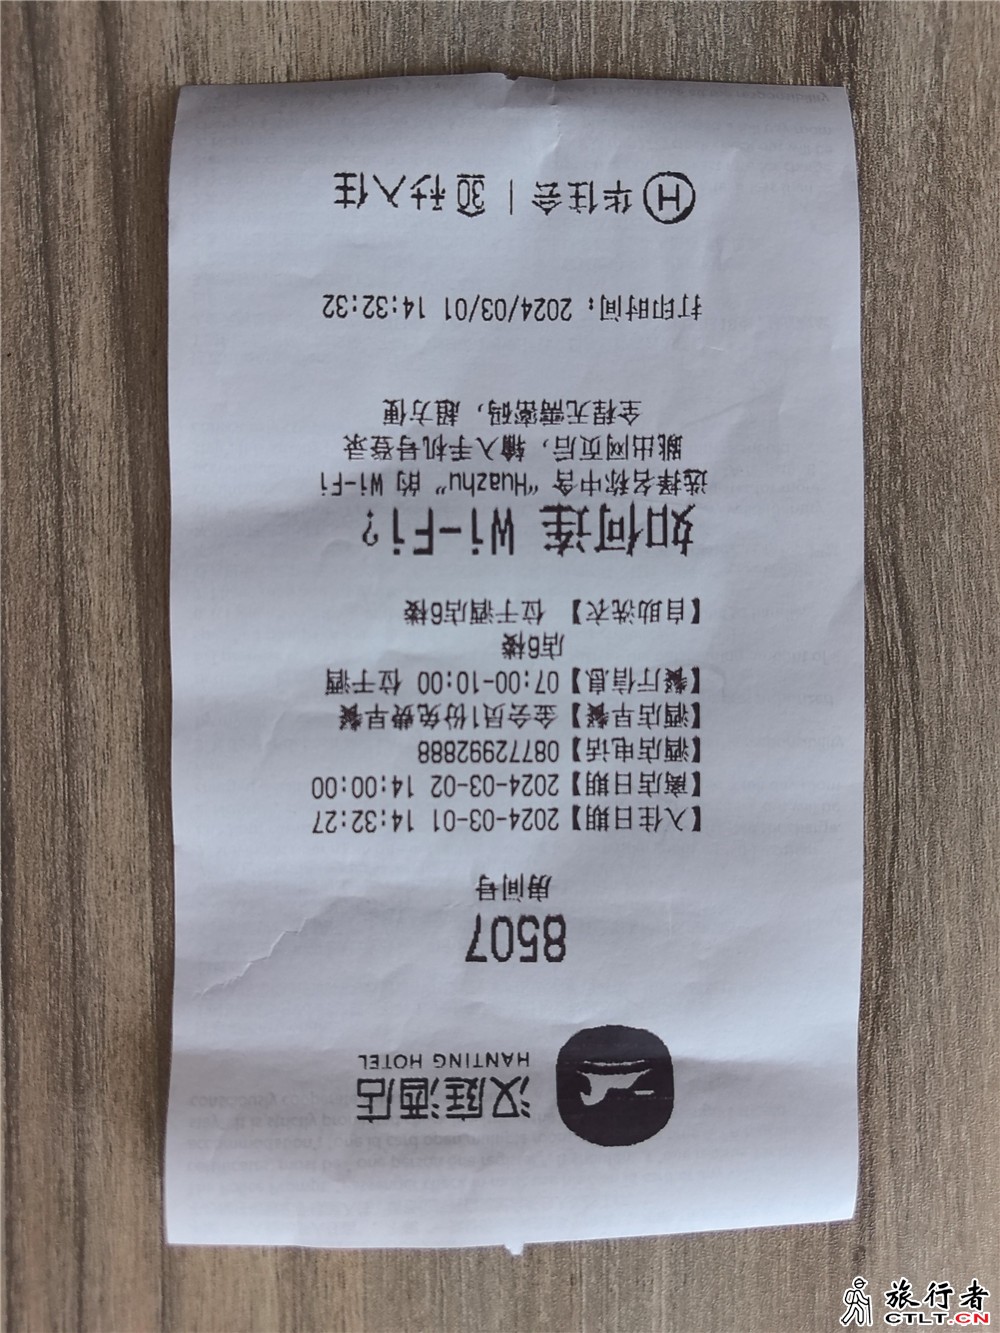 汉庭酒店
HANTING HOTEL
8507
房间号
【入住日期】2024-03-01 14:32:27
【离店日期】2024-03-02 14:00:00
【酒店电话】08772992888
【酒店早餐】金会员1份免费早餐
【餐厅信息】07:00-10:00 位于酒
店6楼
【自助洗衣】 位于酒店6楼
如何连 Wi-Fi?
选择名称中含“Huazhu”的 Wi-Fi
跳出网页后，输入手机号登录
全程无需密码，超方便
打印时间：2024/03/01 14:32:32
H 华住会 | 30 秒入住
旅行者
CTLT.CN